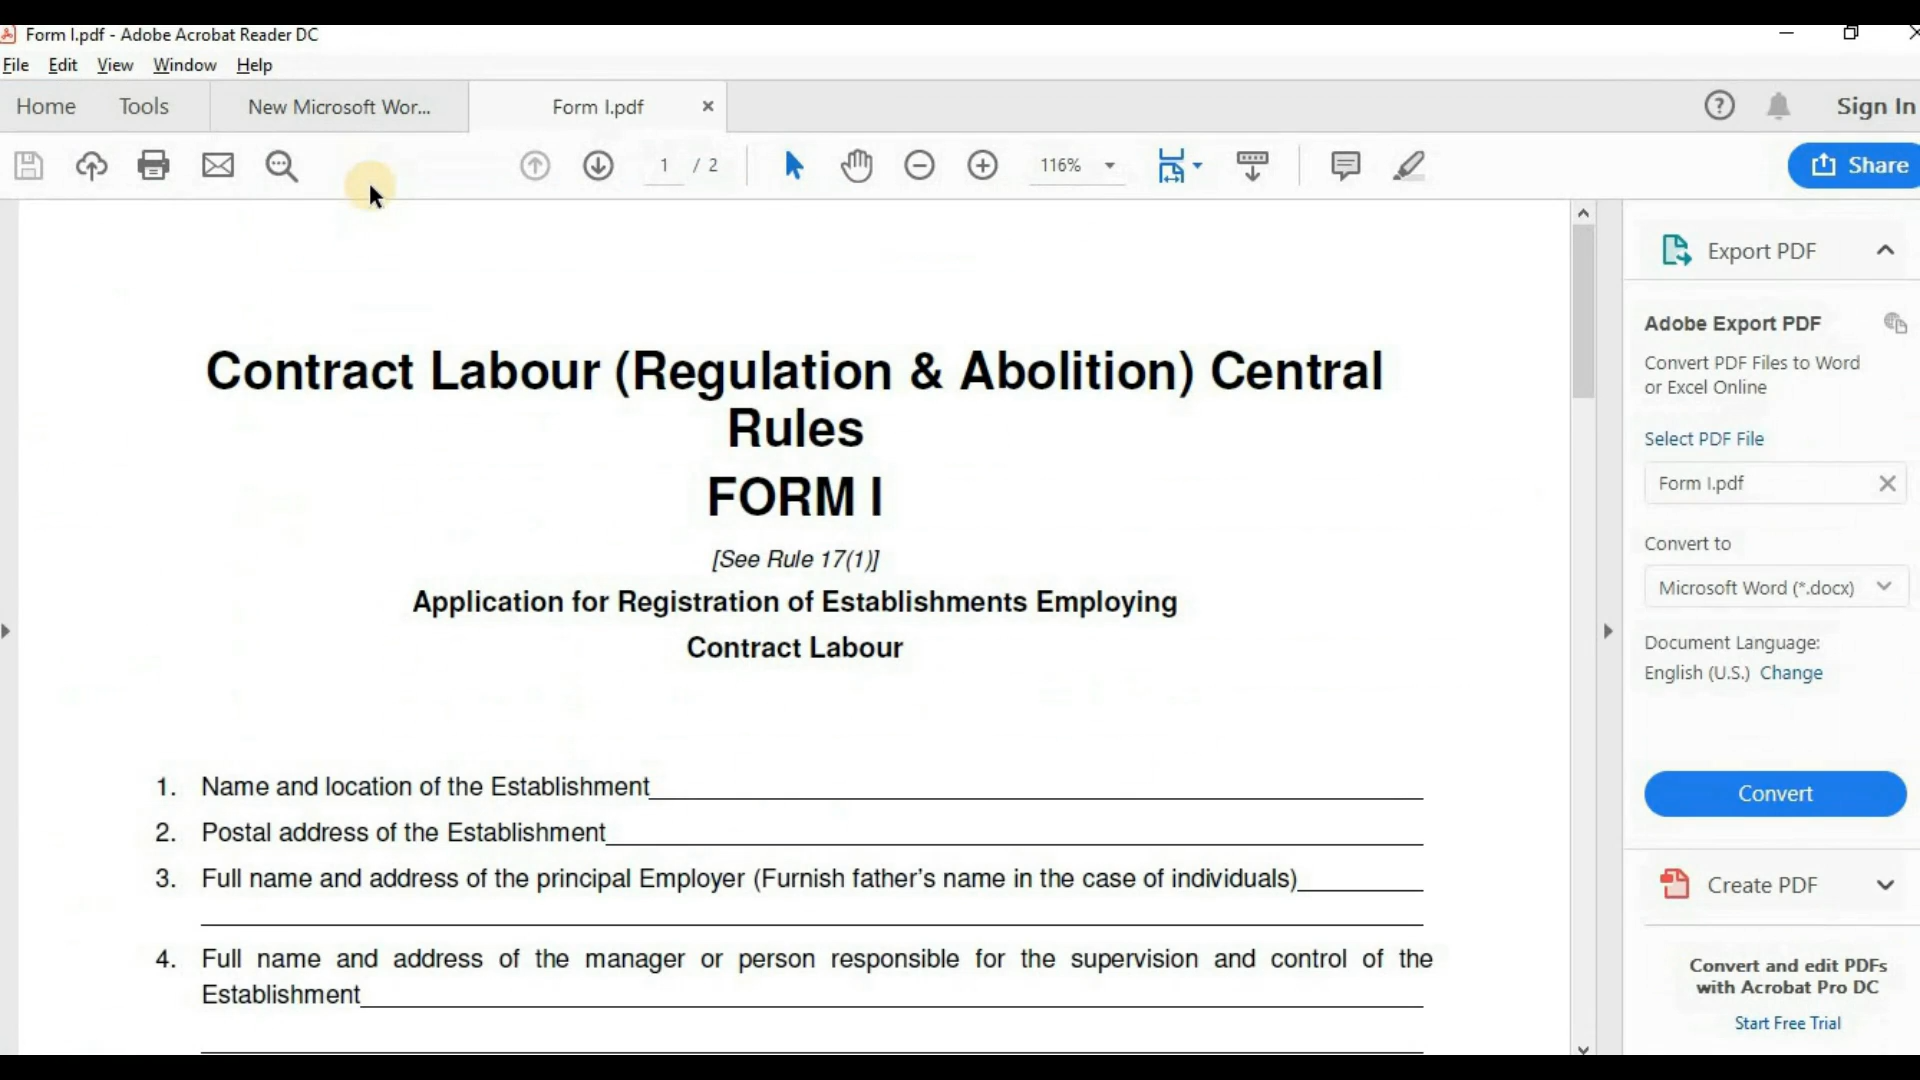 Form I.pdf - Adobe Acrobat Reader DC
File Edit View Window Help
Home Tools New Microsoft Wor... Form I.pdf Sign In
1 / 2 116% Share
Contract Labour (Regulation & Abolition) Central
Rules
FORM I
[See Rule 17(1)]
Application for Registration of Establishments Employing
Contract Labour
1. Name and location of the Establishment
2. Postal address of the Establishment
3. Full name and address of the principal Employer (Furnish father's name in the case of individuals)
4. Full name and address of the manager or person responsible for the supervision and control of the
Establishment
Export PDF
Adobe Export PDF
Convert PDF Files to Word
or Excel Online
Select PDF File
Form I.pdf
Convert to
Microsoft Word (*.docx)
Document Language:
English (U.S.) Change
Convert
Create PDF
Convert and edit PDFs
with Acrobat Pro DC
Start Free Trial